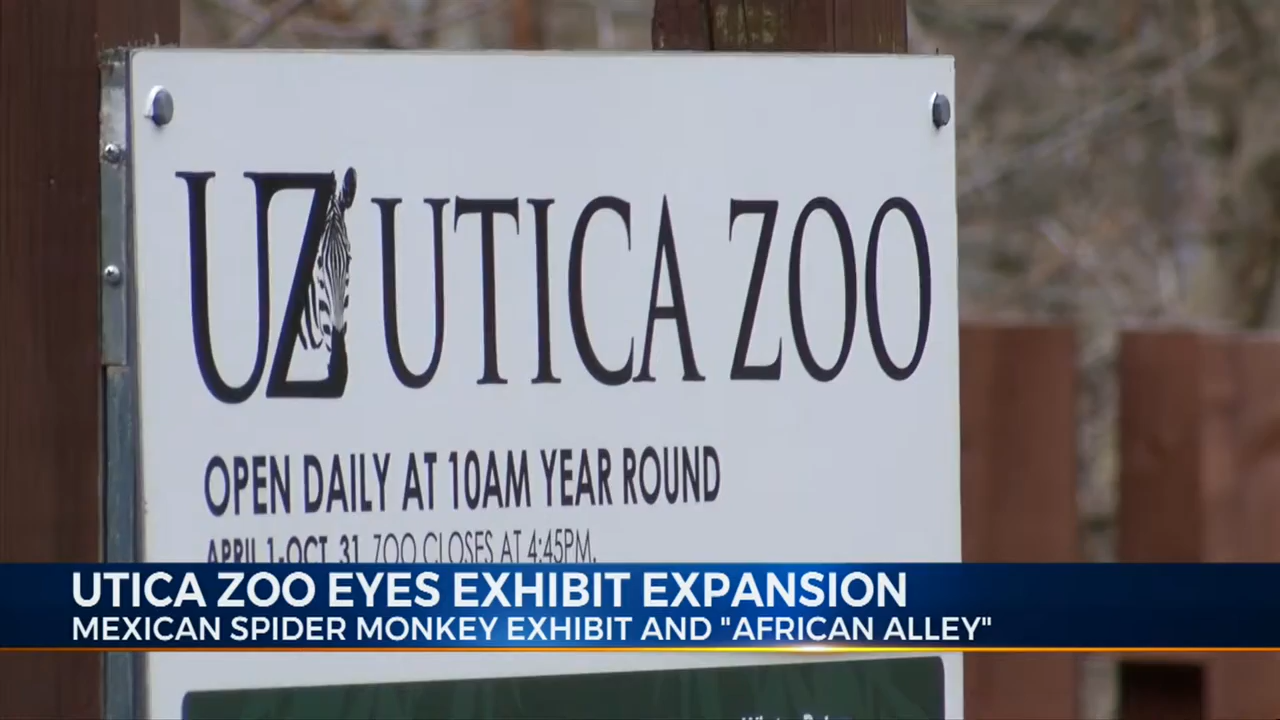 UZ UTICA ZOO
OPEN DAILY AT 10AM YEAR ROUND
APRIL 1-OCT. 31 ZOO CLOSES AT 4:45PM.
UTICA ZOO EYES EXHIBIT EXPANSION
MEXICAN SPIDER MONKEY EXHIBIT AND "AFRICAN ALLEY"